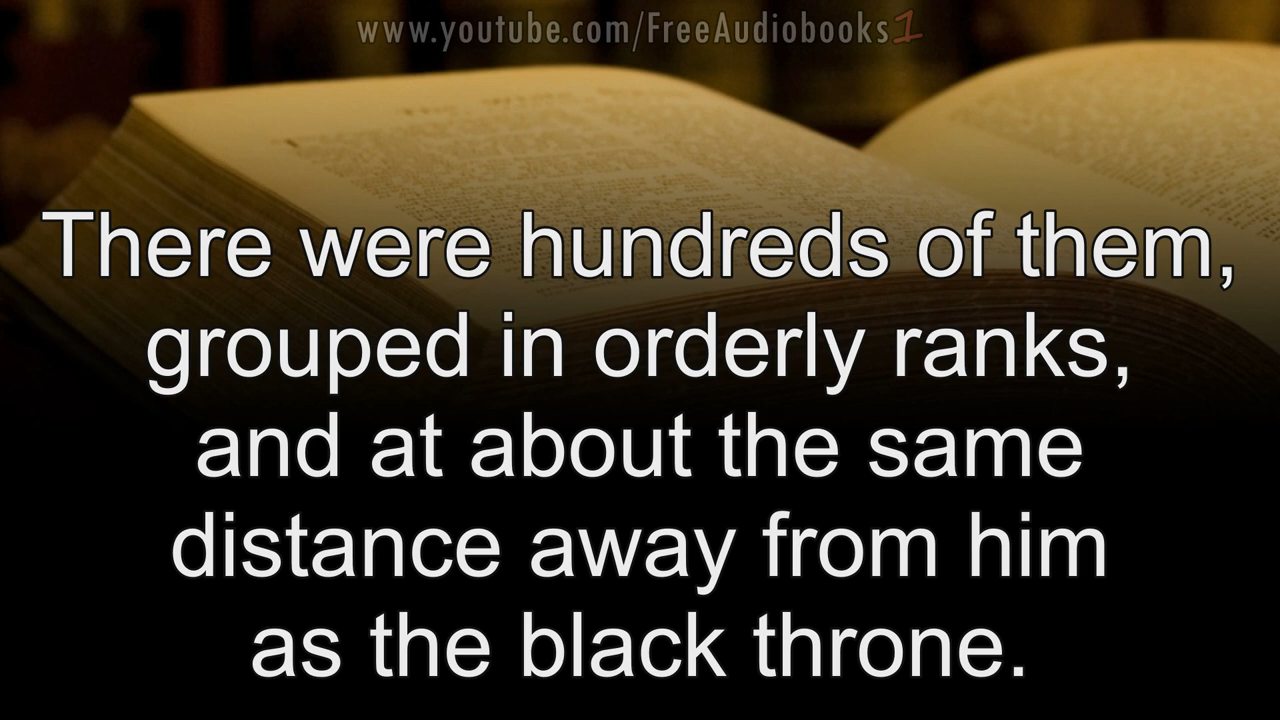 www.youtube.com/FreeAudiobooks1
There were hundreds of them,
grouped in orderly ranks,
and at about the same
distance away from him
as the black throne.